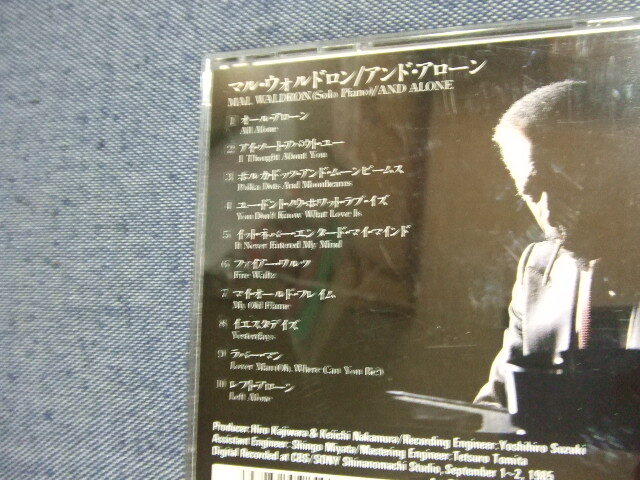 マル・ウォルドロン/アンド・アローン
MAL WALDRON(Solo Piano)/AND ALONE
1 オール・アローン
All Alone
2 アイ・ソート・アバウト・ユー
I Thought About You
3 ポルカ・ドッツ・アンド・ムーンビームス
Polka Dots And Moonbeams
4 ユー・ドント・ノウ・ホワット・ラブ・イズ
You Don't Know What Love Is
5 イット・ネバー・エンタード・マイ・マインド
It Never Entered My Mind
6 ファイアー・ワルツ
Fire Waltz
7 マイ・オールド・フレイム
My Old Flame
8 イエスタデイズ
Yesterdays
9 ラバー・マン
Lover Man(Oh, Where Can You Be?)
10 レフト・アローン
Left Alone
Producer: Hiro Kajiwara & Keiichi Nakamura/Recording Engineer: Yoshihiro Suzuki
Assistant Engineer: Shingo Miyata/Mastering Engineer: Tetsuro Tomita
Digital Recorded at CBS/SONY Shinanomachi Studio, September 1~2, 1985